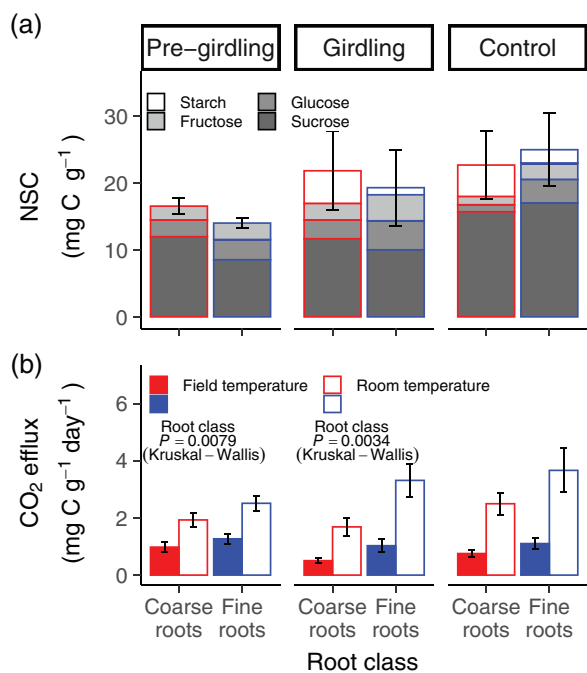 (a)
Pre−girdling
Girdling
Control
Starch
Glucose
Fructose
Sucrose
NSC
(mg C g⁻¹)
30
20
10
0
(b)
Field temperature
Room temperature
Root class
P = 0.0079
(Kruskal − Wallis)
Root class
P = 0.0034
(Kruskal − Wallis)
CO₂ efflux
(mg C g⁻¹ day⁻¹)
6
4
2
0
Coarse roots
Fine roots
Coarse roots
Fine roots
Coarse roots
Fine roots
Root class